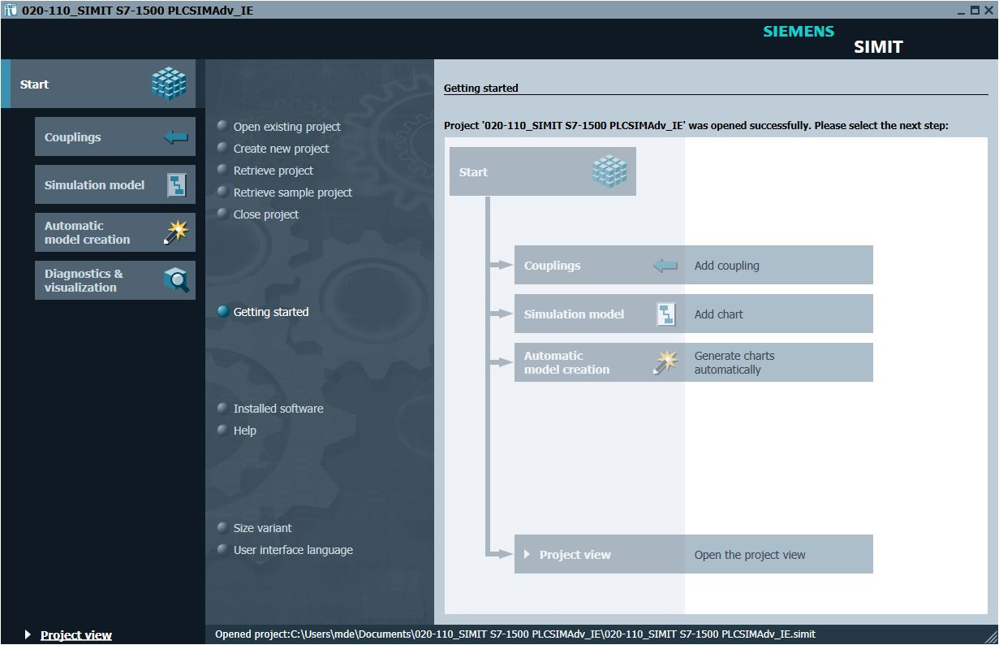 020-110_SIMIT S7-1500 PLCSIMAdv_IE
SIEMENS
SIMIT
Start
Couplings
Simulation model
Automatic
model creation
Diagnostics &
visualization
Project view
Open existing project
Create new project
Retrieve project
Retrieve sample project
Close project
Getting started
Installed software
Help
Size variant
User interface language
Getting started
Project '020-110_SIMIT S7-1500 PLCSIMAdv_IE' was opened successfully. Please select the next step:
Start
Couplings
Add coupling
Simulation model
Add chart
Automatic
model creation
Generate charts
automatically
Project view
Open the project view
Opened project:C:\Users\mde\Documents\020-110_SIMIT S7-1500 PLCSIMAdv_IE\020-110_SIMIT S7-1500 PLCSIMAdv_IE.simit